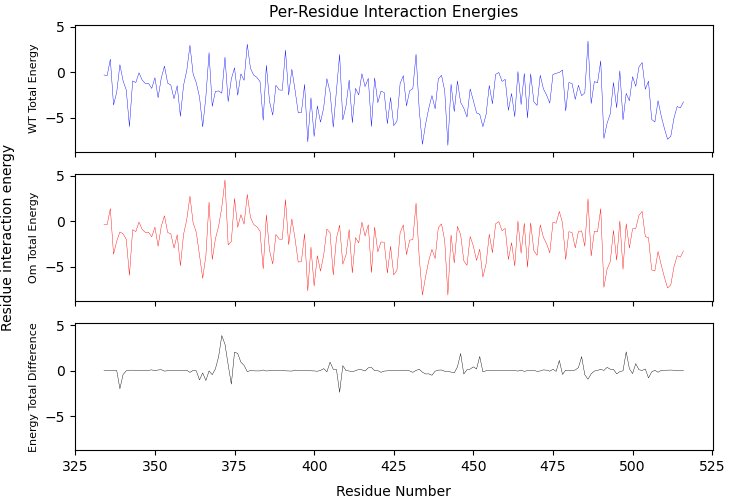 Per-Residue Interaction Energies
Residue interaction energy
WT Total Energy
5
0
−5
Om Total Energy
5
0
−5
Energy Total Difference
5
0
−5
325 350 375 400 425 450 475 500 525
Residue Number